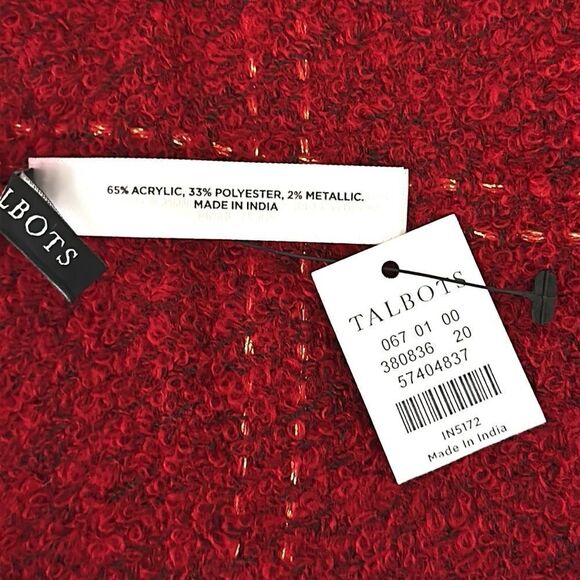 LBOTS
65% ACRYLIC, 33% POLYESTER, 2% METALLIC.
MADE IN INDIA
TALBOTS
067 01 00
380836 20
57404837
IN5172
Made In India